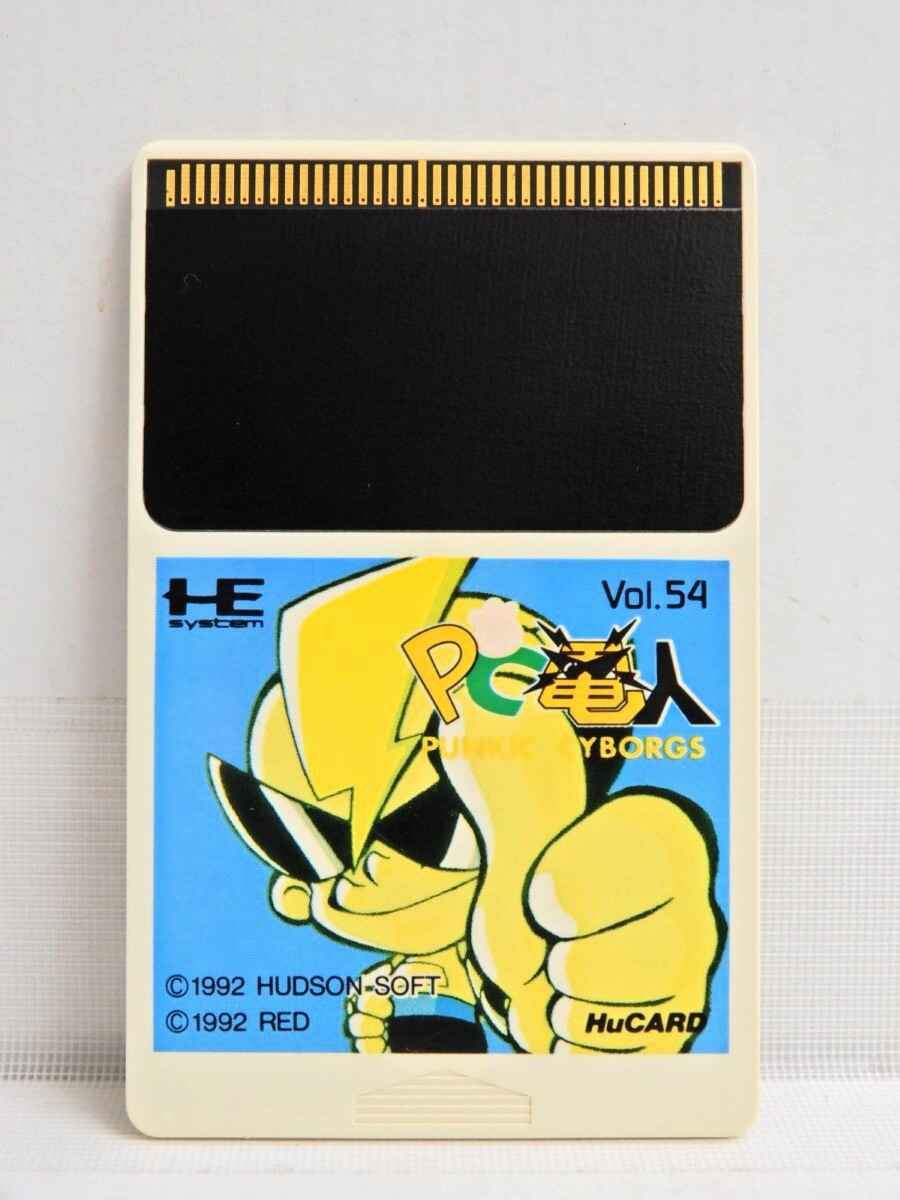 HE
system
Vol.54
PC電人
PUNKIC CYBORGS
©1992 HUDSON SOFT
©1992 RED
HuCARD